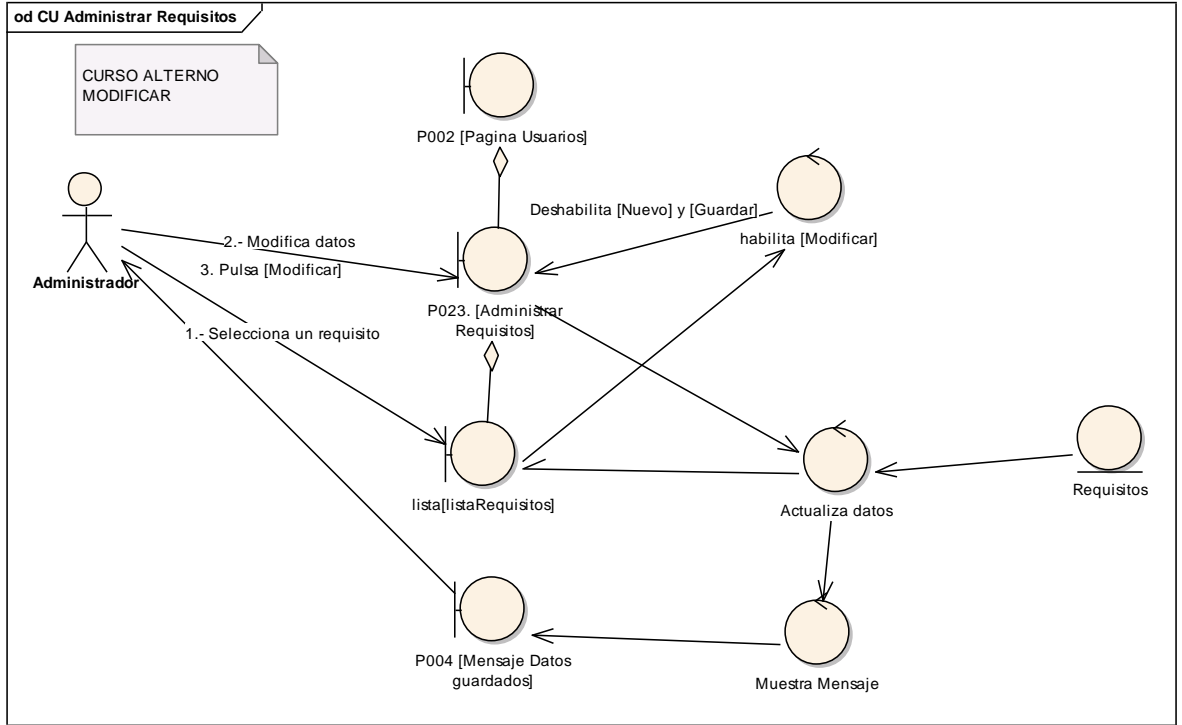 od CU Administrar Requisitos
CURSO ALTERNO
MODIFICAR
P002 [Pagina Usuarios]
Deshabilita [Nuevo] y [Guardar]
habilita [Modificar]
2.- Modifica datos
3. Pulsa [Modificar]
Administrador
P023. [Administrar
Requisitos]
1.- Selecciona un requisito
lista[listaRequisitos]
Actualiza datos
Requisitos
P004 [Mensaje Datos
guardados]
Muestra Mensaje